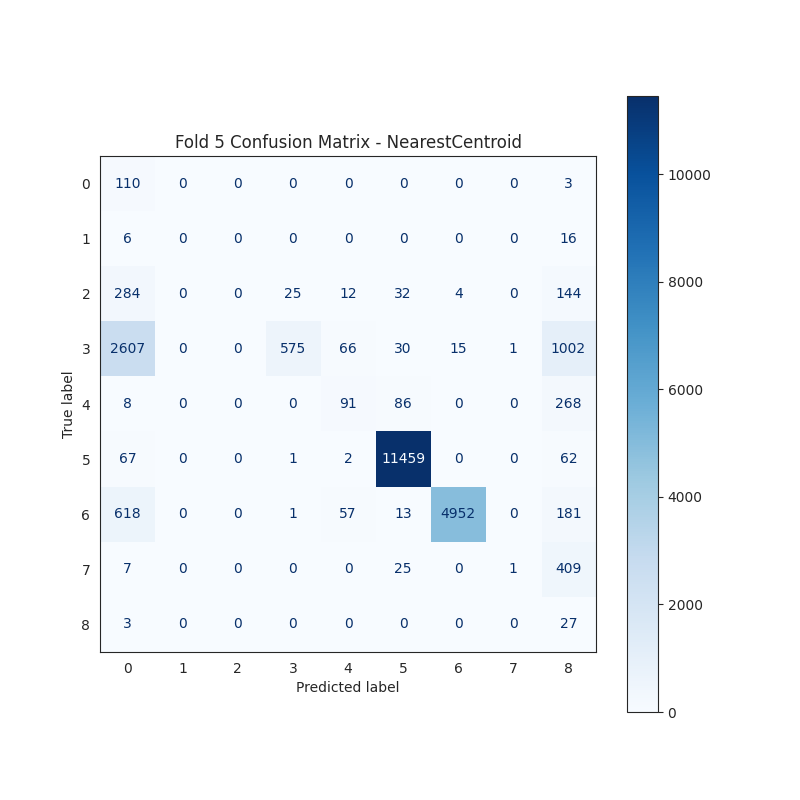 Fold 5 Confusion Matrix - NearestCentroid
True label
0 110 0 0 0 0 0 0 0 3
1 6 0 0 0 0 0 0 0 16
2 284 0 0 25 12 32 4 0 144
3 2607 0 0 575 66 30 15 1 1002
4 8 0 0 0 91 86 0 0 268
5 67 0 0 1 2 11459 0 0 62
6 618 0 0 1 57 13 4952 0 181
7 7 0 0 0 0 25 0 1 409
8 3 0 0 0 0 0 0 0 27
0 1 2 3 4 5 6 7 8
Predicted label
10000
8000
6000
4000
2000
0